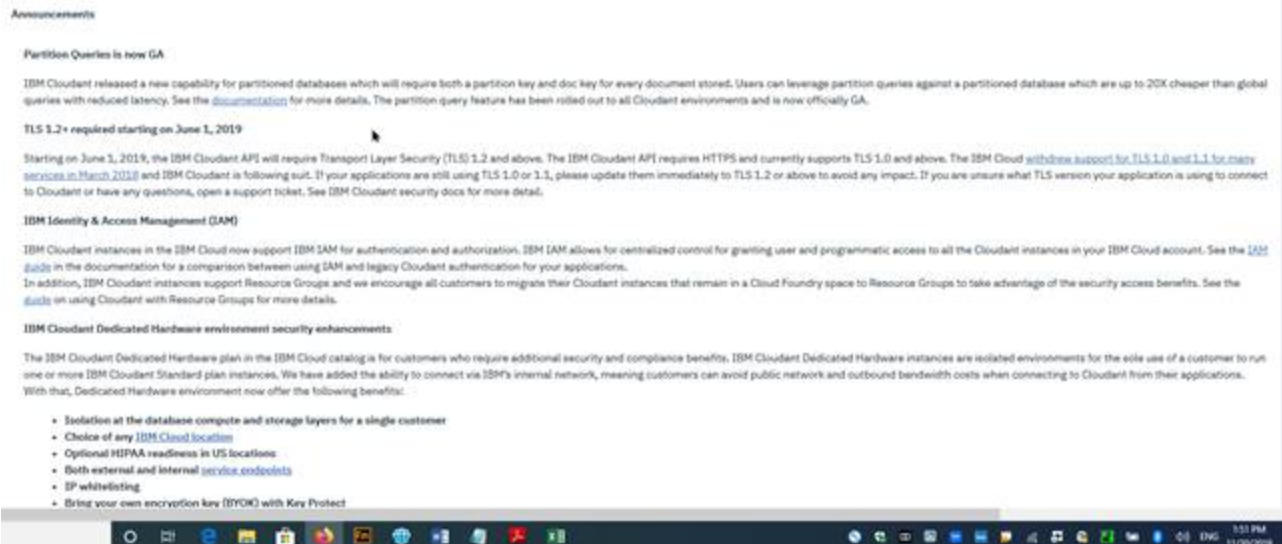 Announcements
Partition Queries is now GA
IBM Cloudant released a new capability for partitioned databases which will require both a partition key and doc key for every document stored. Users can leverage partition queries against a partitioned database which are up to 20X cheaper than global
queries with reduced latency. See the documentation for more details. The partition query feature has been rolled out to all Cloudant environments and is now officially GA.
TLS 1.2+ required starting on June 1, 2019
Starting on June 1, 2019, the IBM Cloudant API will require Transport Layer Security (TLS) 1.2 and above. The IBM Cloudant API requires HTTPS and currently supports TLS 1.0 and above. The IBM Cloud withdrew support for TLS 1.0 and 1.1 for many
services in March 2018 and IBM Cloudant is following suit. If your applications are still using TLS 1.0 or 1.1, please update them immediately to TLS 1.2 or above to avoid any impact. If you are unsure what TLS version your application is using to connect
to Cloudant or have any questions, open a support ticket. See IBM Cloudant security docs for more detail.
IBM Identity & Access Management (IAM)
IBM Cloudant instances in the IBM Cloud now support IBM IAM for authentication and authorization. IBM IAM allows for centralized control for granting user and programmatic access to all the Cloudant instances in your IBM Cloud account. See the IAM
guide in the documentation for a comparison between using IAM and legacy Cloudant authentication for your applications.
In addition, IBM Cloudant instances support Resource Groups and we encourage all customers to migrate their Cloudant instances that remain in a Cloud Foundry space to Resource Groups to take advantage of the security access benefits. See the
guide on using Cloudant with Resource Groups for more details.
IBM Cloudant Dedicated Hardware environment security enhancements
The IBM Cloudant Dedicated Hardware plan in the IBM Cloud catalog is for customers who require additional security and compliance benefits. IBM Cloudant Dedicated Hardware instances are isolated environments for the sole use of a customer to run
one or more IBM Cloudant Standard plan instances. We have added the ability to connect via IBM's internal network, meaning customers can avoid public network and outbound bandwidth costs when connecting to Cloudant from their applications.
With that, Dedicated Hardware environment now offer the following benefits:
• Isolation at the database compute and storage layers for a single customer
• Choice of any IBM Cloud location
• Optional HIPAA readiness in US locations
• Both external and internal service endpoints
• IP whitelisting
• Bring your own encryption key (BYOK) with Key Protect
ENG
1:51 PM